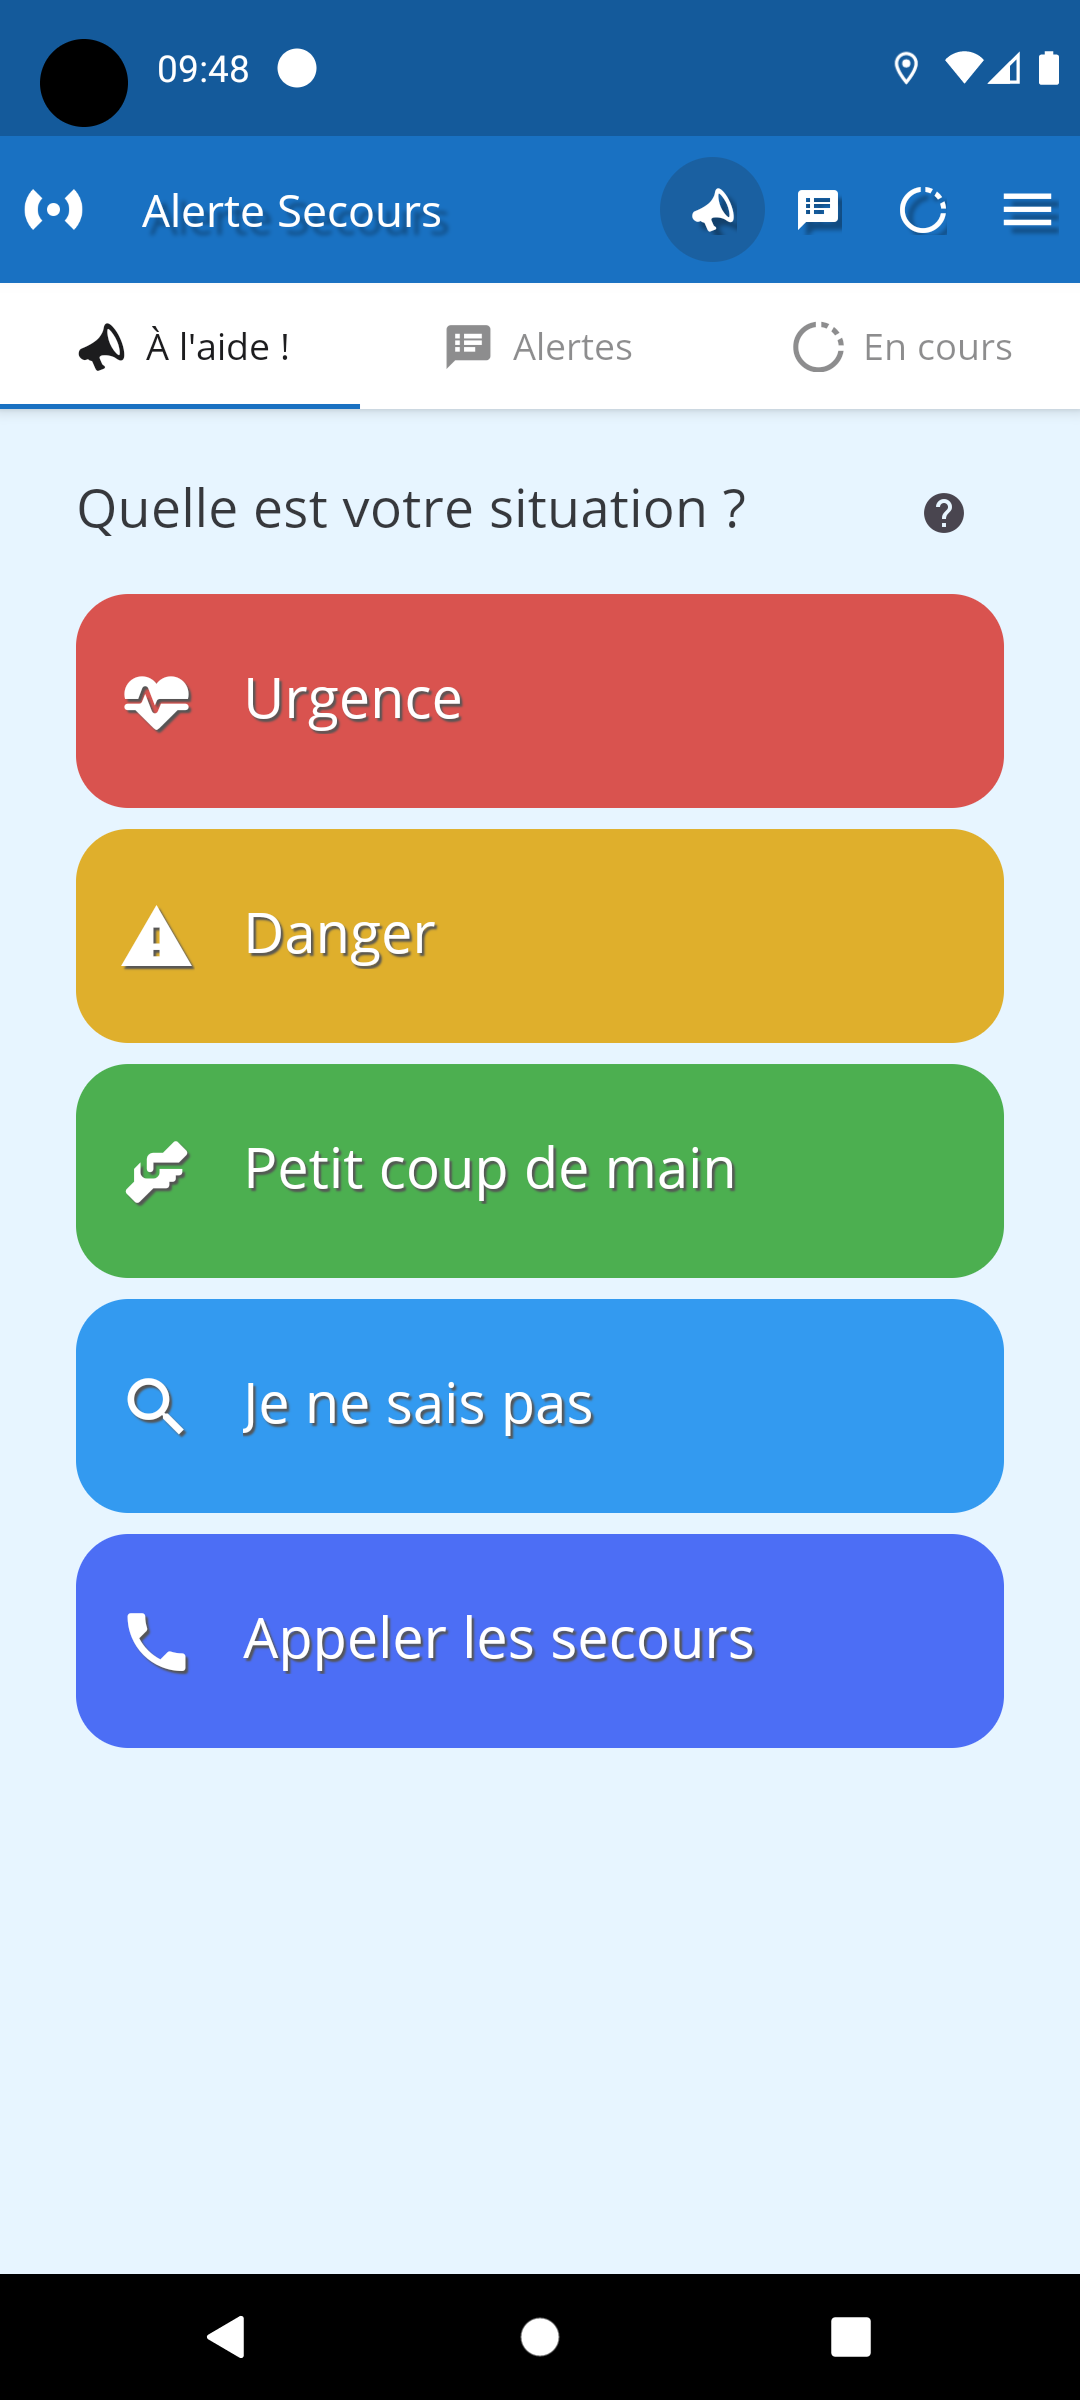 09:48
Alerte Secours
À l'aide !
Alertes
En cours
Quelle est votre situation ?
Urgence
Danger
Petit coup de main
Je ne sais pas
Appeler les secours